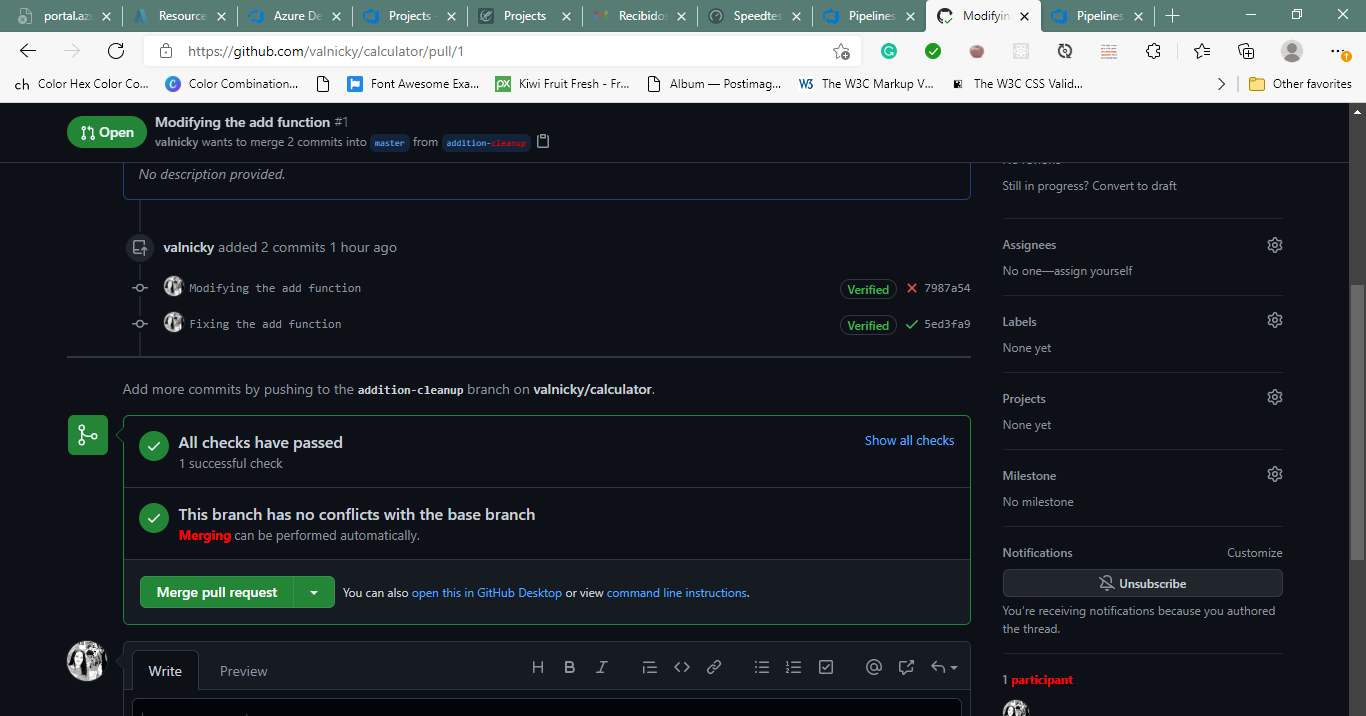 portal.azu
Resource
Azure De
Projects -
Projects
Recibidos
Speedtes
Pipelines
Modifyin
Pipelines
https://github.com/valnicky/calculator/pull/1
ch Color Hex Color Co...
Color Combination...
Font Awesome Exa...
px Kiwi Fruit Fresh - Fr...
Album — Postimag...
W3 The W3C Markup V...
The W3C CSS Valid...
Other favorites
Open
Modifying the add function #1
valnicky wants to merge 2 commits into master from addition-cleanup
No description provided.
Still in progress? Convert to draft
valnicky added 2 commits 1 hour ago
Modifying the add function Verified 7987a54
Fixing the add function Verified 5ed3fa9
Add more commits by pushing to the addition-cleanup branch on valnicky/calculator.
All checks have passed
1 successful check
Show all checks
This branch has no conflicts with the base branch
Merging can be performed automatically.
Merge pull request
You can also open this in GitHub Desktop or view command line instructions.
Write Preview
H B I
Assignees
No one—assign yourself
Labels
None yet
Projects
None yet
Milestone
No milestone
Notifications Customize
Unsubscribe
You're receiving notifications because you authored
the thread.
1 participant